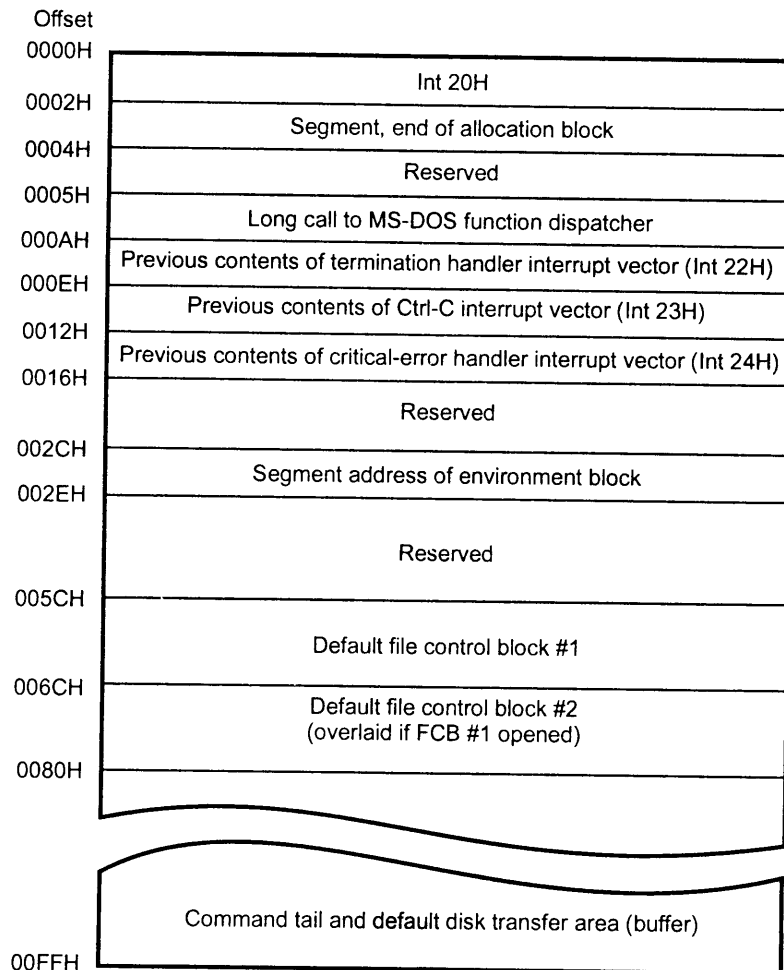 Offset
0000H
Int 20H
0002H
Segment, end of allocation block
0004H
Reserved
0005H
Long call to MS-DOS function dispatcher
000AH
Previous contents of termination handler interrupt vector (Int 22H)
000EH
Previous contents of Ctrl-C interrupt vector (Int 23H)
0012H
Previous contents of critical-error handler interrupt vector (Int 24H)
0016H
Reserved
002CH
Segment address of environment block
002EH
Reserved
005CH
Default file control block #1
006CH
Default file control block #2
(overlaid if FCB #1 opened)
0080H
Command tail and default disk transfer area (buffer)
00FFH